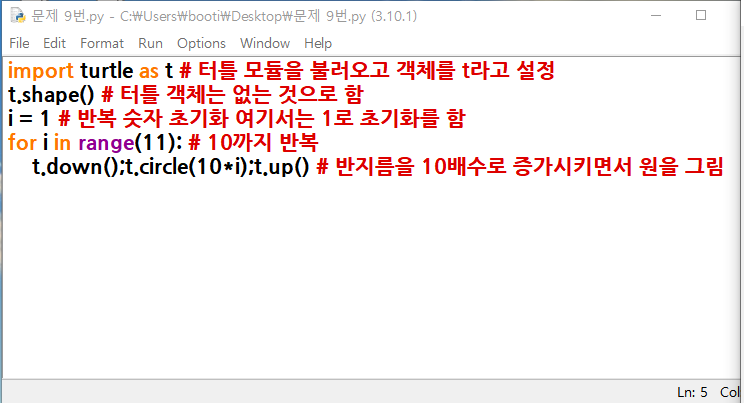 문제 9번.py - C:₩Users₩booti₩Desktop₩문제 9번.py (3.10.1)
File Edit Format Run Options Window Help
import turtle as t # 터틀 모듈을 불러오고 객체를 t라고 설정
t.shape() # 터틀 객체는 없는 것으로 함
i = 1 # 반복 숫자 초기화 여기서는 1로 초기화를 함
for i in range(11): # 10까지 반복
    t.down();t.circle(10*i);t.up() # 반지름을 10배수로 증가시키면서 원을 그림
Ln: 5 Col